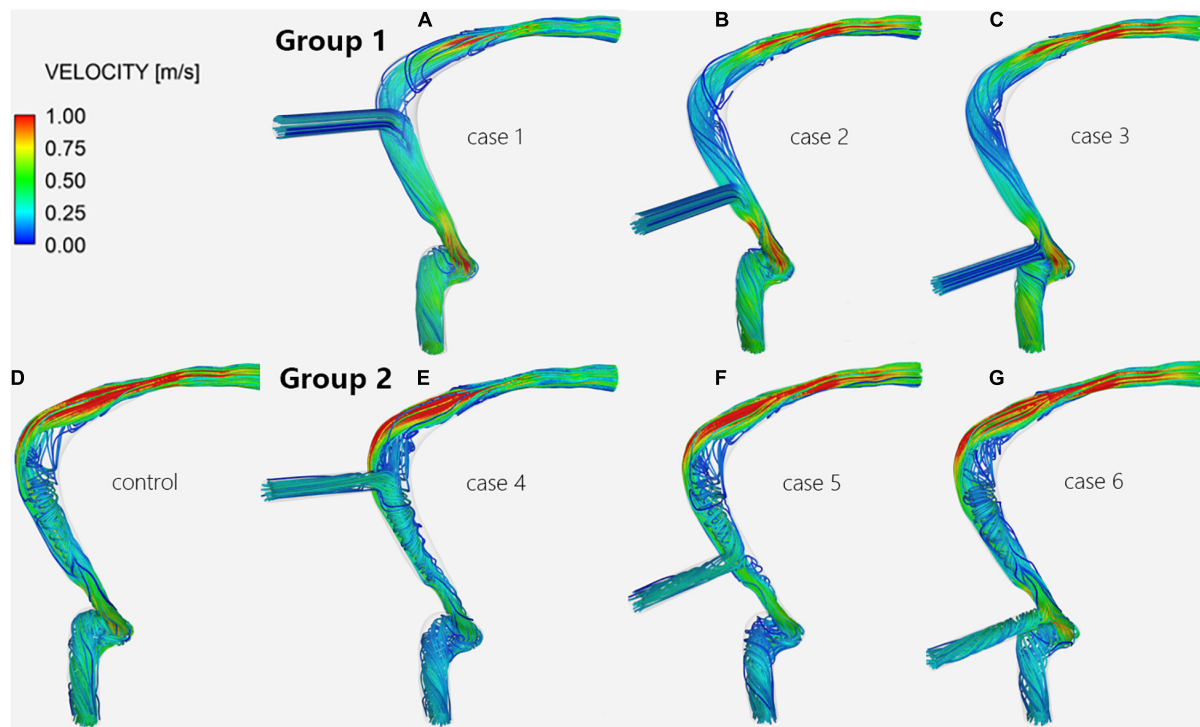 A
B
C
Group 1
VELOCITY [m/s]
1.00
0.75
0.50
0.25
0.00
case 1
case 2
case 3
D
Group 2
E
F
G
control
case 4
case 5
case 6